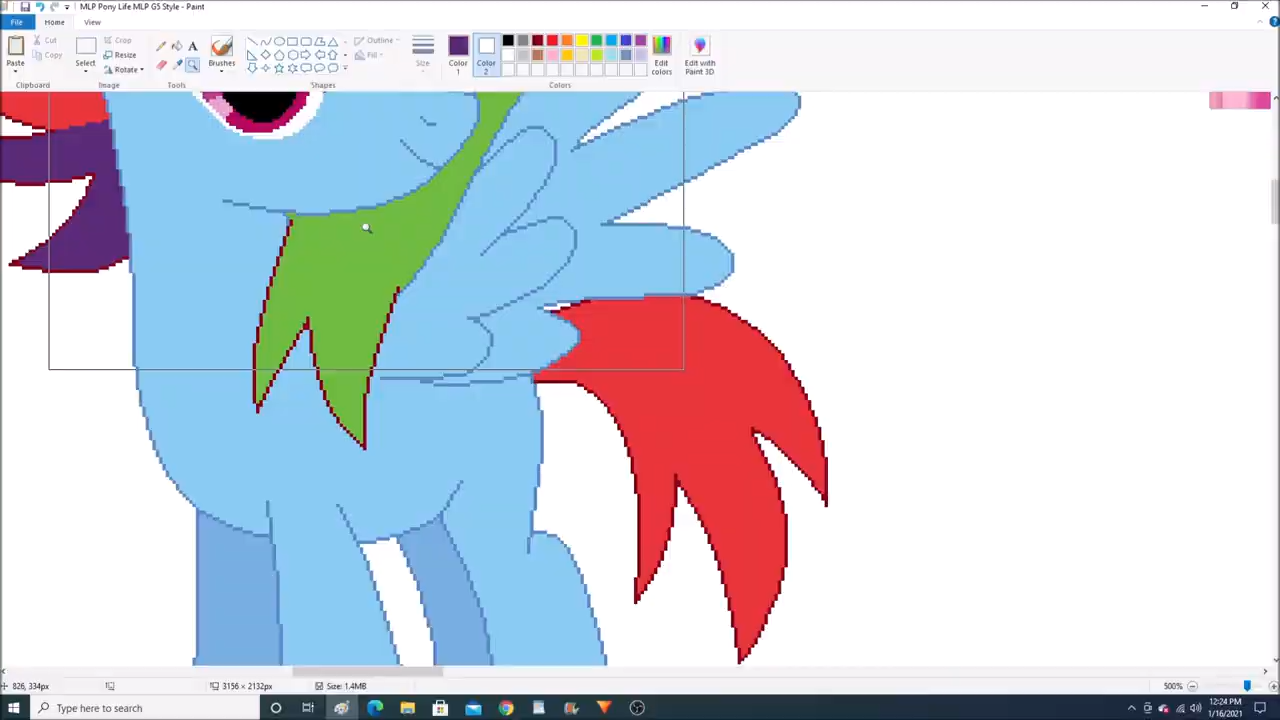 MLP Pony Life MLP G5 Style - Paint
File Home View
Paste Cut Copy Select Crop Resize Rotate A Brushes Outline Fill Size Color 1 Color 2 Edit colors Edit with Paint 3D
Clipboard Image Tools Shapes Colors
826, 334px 3156 × 2132px Size: 1.4MB 500%
Type here to search 12:24 PM
1/16/2021